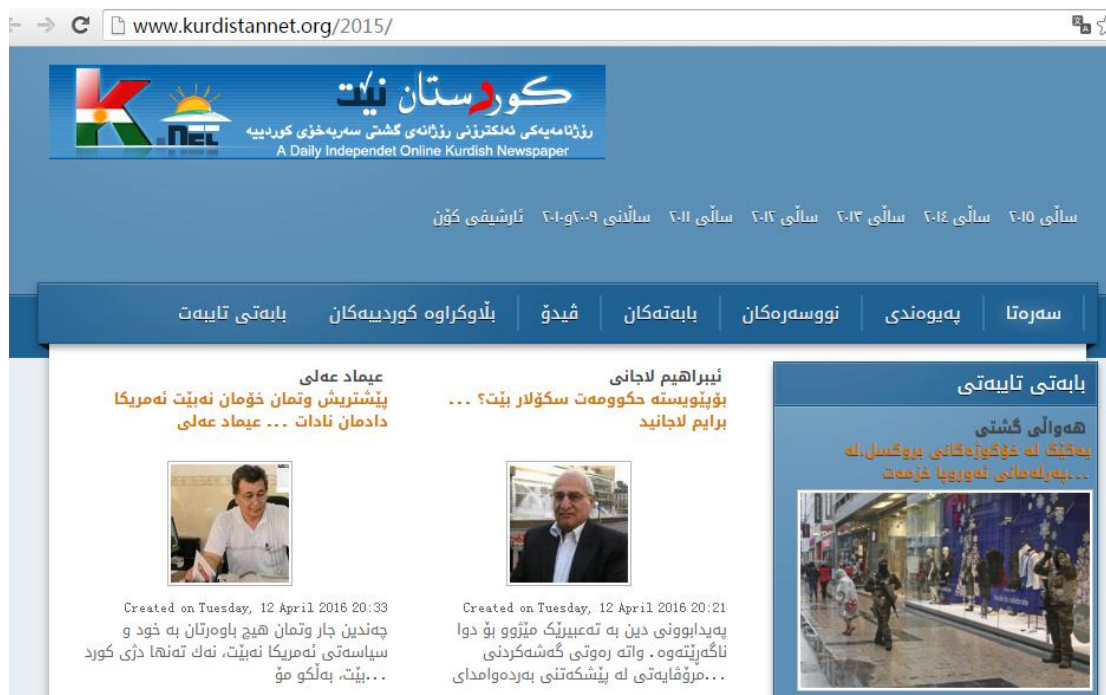 www.kurdistannet.org/2015/
كوردستان نێت
رۆژنامەیەکی ئەلکترۆنی رۆژانەی گشتی سەربەخۆی کوردییە
A Daily Independet Online Kurdish Newspaper
K.NET
ساڵی ٢٠١٥ ساڵی ٢٠١٤ ساڵی ٢٠١٣ ساڵی ٢٠١٢ ساڵی ٢٠١١ ساڵانی ٢٠٠٩و٢٠١٠ ئارشیفی کۆن
سەرەتا پەیوەندی نووسەرەکان بابەتەکان ڤیدۆ بڵاوکراوە کوردییەکان بابەتی تایبەت
بابەتی تایبەتی
هەواڵی گشتی
یەکێک لە خۆکوژەکانی بروکسل.لە
...پەرلەمانی ئەوروپا خزمەت
ئیبراهیم لاجانی
بۆپێویستە حکوومەت سکۆلار بێت؟ ...
برایم لاجانید
Created on Tuesday, 12 April 2016 20:21
پەیدابوونی دین بە تەعبیرێک مێژوو بۆ دوا
ناگەرێتەوە. واتە رەوتی گەشەکردنی
...مرۆڤایەتی لە پێشکەتنی بەردەوامدای
عیماد عەلی
پێشتریش وتمان خۆمان نەبێت ئەمریکا
دادمان نادات ... عیماد عەلی
Created on Tuesday, 12 April 2016 20:33
چەندین جار وتمان هیچ باوەرتان بە خود و
سیاسەتی ئەمریکا نەبێت، نەك تەنها دژی کورد
...بێت، بەڵکو مۆ